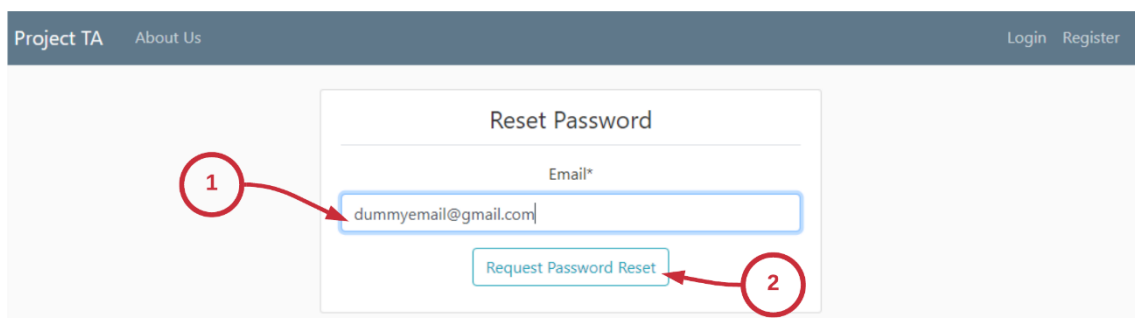 Project TA About Us Login Register
Reset Password
Email*
1
dummyemail@gmail.com
Request Password Reset
2